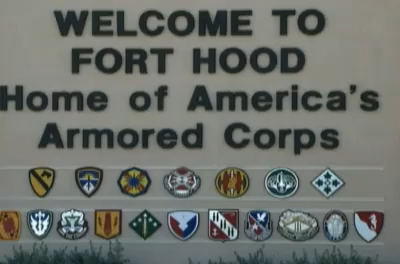 WELCOME TO
FORT HOOD
Home of America's
Armored Corps